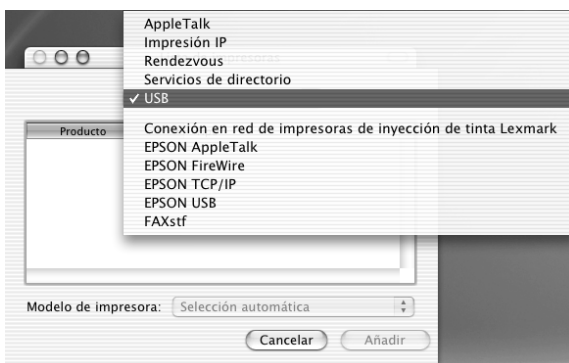 AppleTalk
Impresión IP
Rendezvous
Servicios de directorio
✓ USB
Conexión en red de impresoras de inyección de tinta Lexmark
EPSON AppleTalk
EPSON FireWire
EPSON TCP/IP
EPSON USB
FAXstf
Producto
Modelo de impresora: Selección automática
Cancelar Añadir